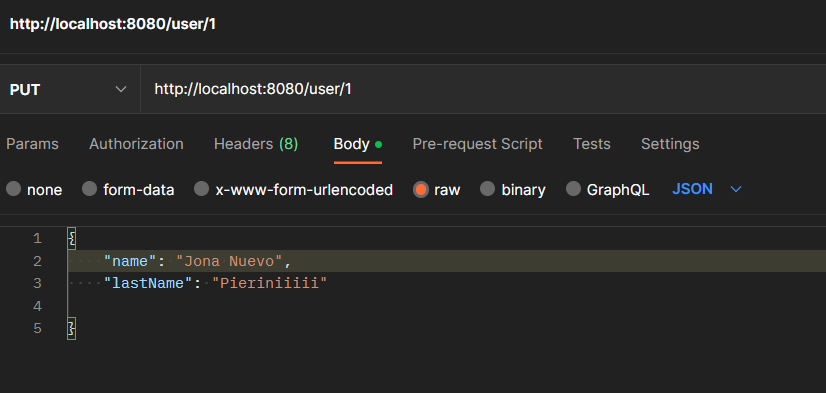 http://localhost:8080/user/1
PUT http://localhost:8080/user/1
Params Authorization Headers (8) Body Pre-request Script Tests Settings
none form-data x-www-form-urlencoded raw binary GraphQL JSON
1 {
2 "name": "Jona Nuevo",
3 "lastName": "Pieriniiiii"
4
5 }